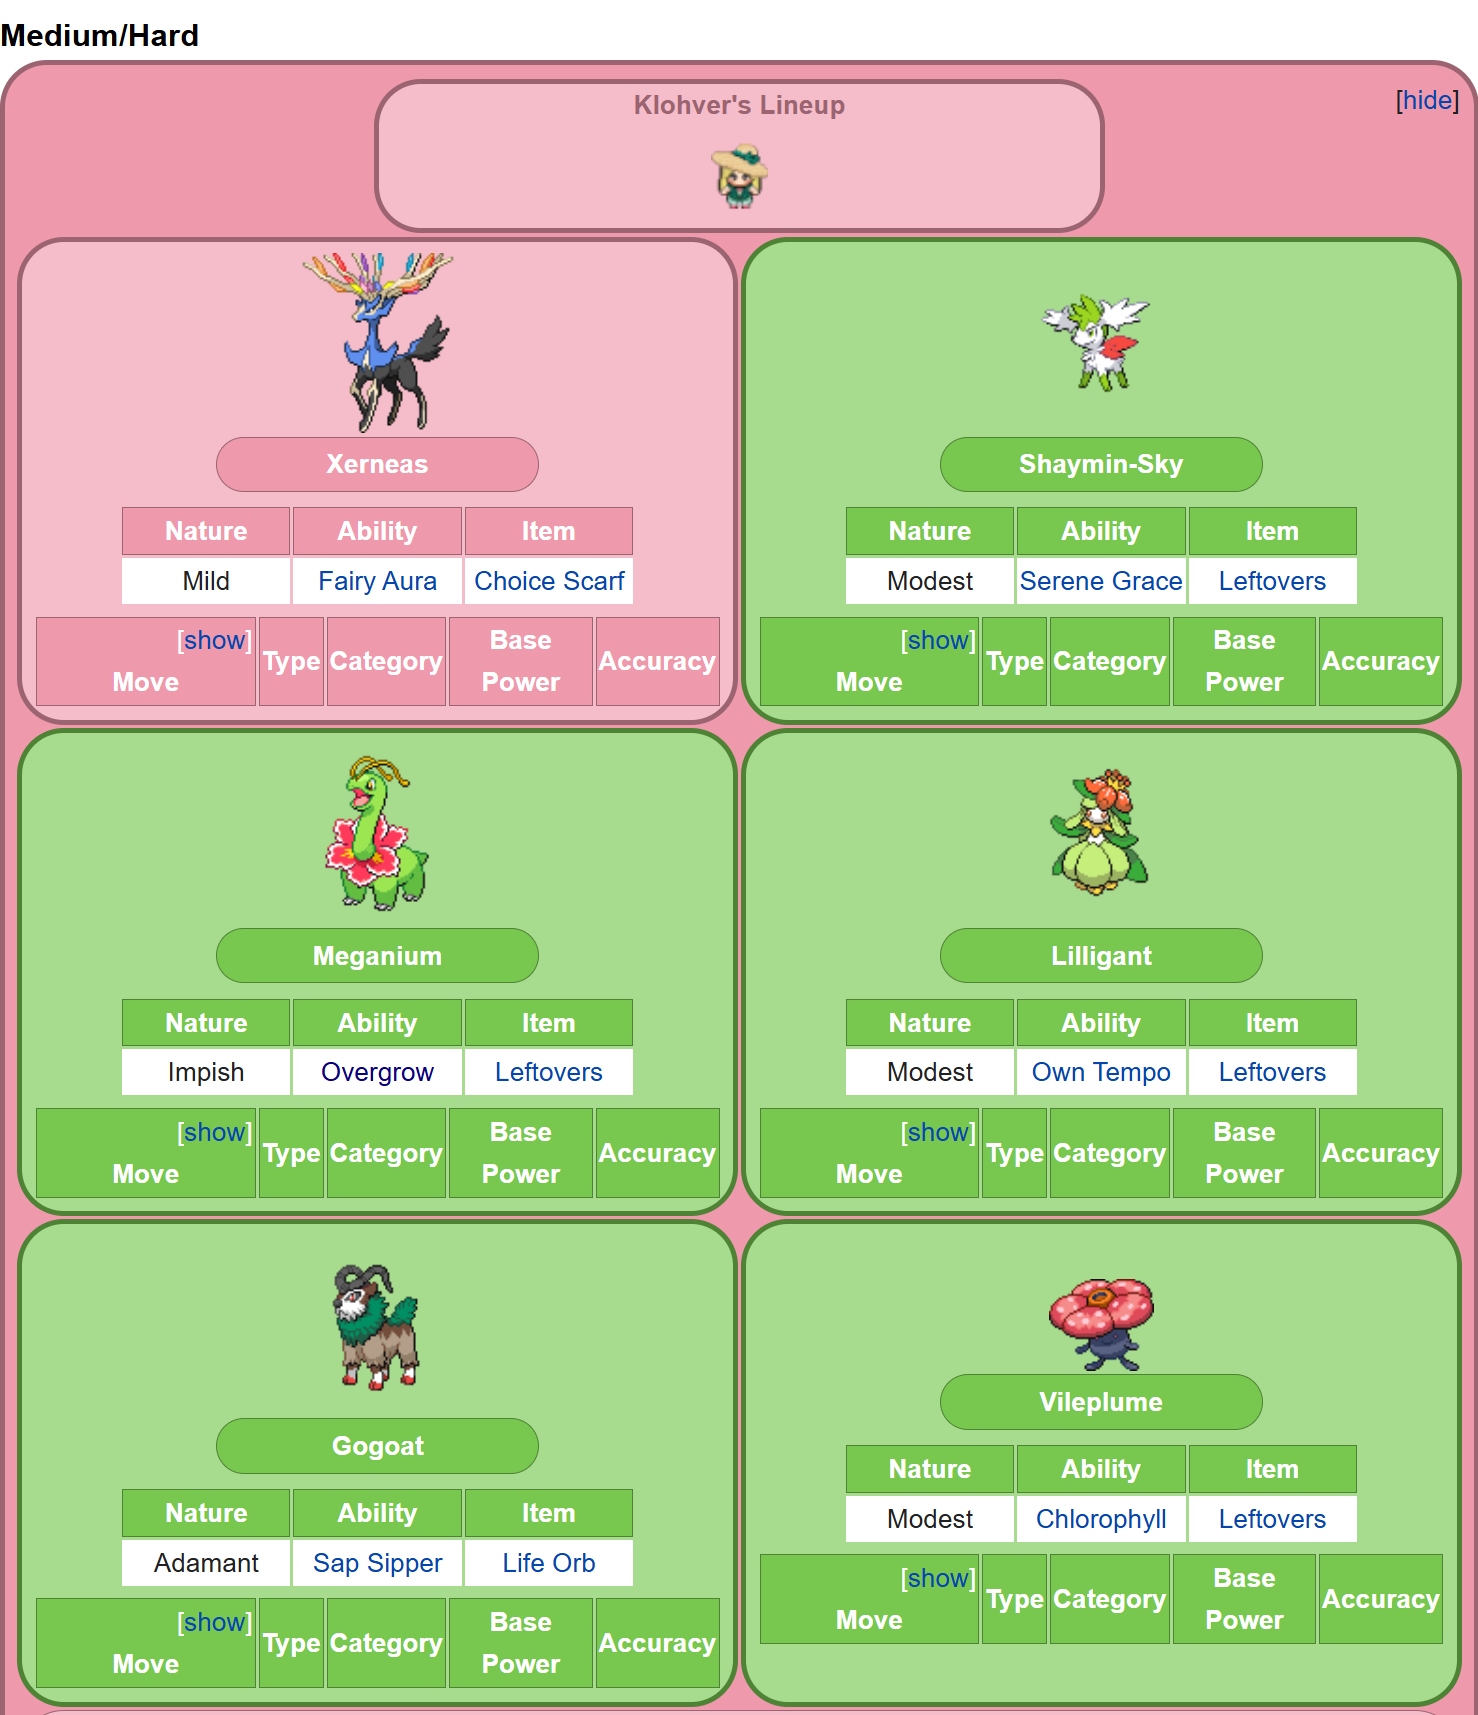 Medium/Hard
Klohver's Lineup
[hide]
Xerneas
Nature Ability Item
Mild Fairy Aura Choice Scarf
[show]
Move Type Category Base Power Accuracy
Shaymin-Sky
Nature Ability Item
Modest Serene Grace Leftovers
[show]
Move Type Category Base Power Accuracy
Meganium
Nature Ability Item
Impish Overgrow Leftovers
[show]
Move Type Category Base Power Accuracy
Lilligant
Nature Ability Item
Modest Own Tempo Leftovers
[show]
Move Type Category Base Power Accuracy
Gogoat
Nature Ability Item
Adamant Sap Sipper Life Orb
[show]
Move Type Category Base Power Accuracy
Vileplume
Nature Ability Item
Modest Chlorophyll Leftovers
[show]
Move Type Category Base Power Accuracy